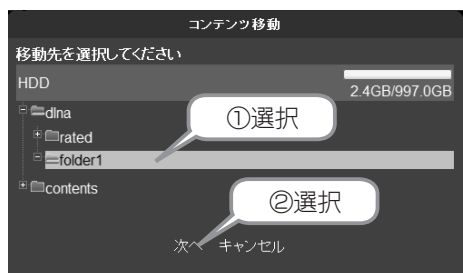 コンテンツ移動
移動先を選択してください
HDD
2.4GB/997.0GB
dlna
①選択
rated
folder1
contents
②選択
次へ キャンセル